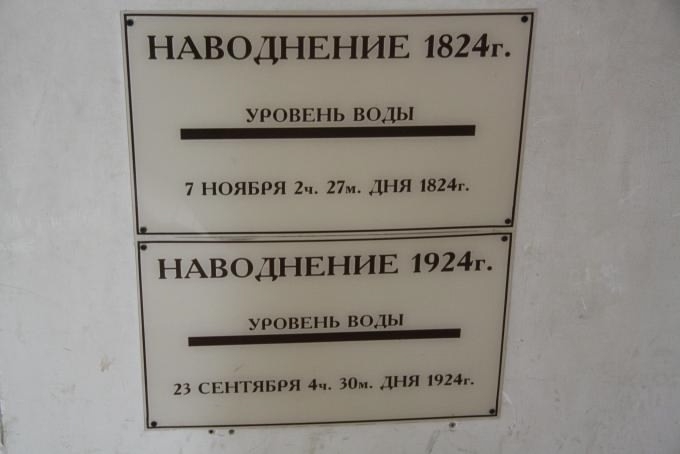 НАВОДНЕНИЕ 1824г.
УРОВЕНЬ ВОДЫ
7 НОЯБРЯ 2ч. 27м. ДНЯ 1824г.
НАВОДНЕНИЕ 1924г.
УРОВЕНЬ ВОДЫ
23 СЕНТЯБРЯ 4ч. 30м. ДНЯ 1924г.